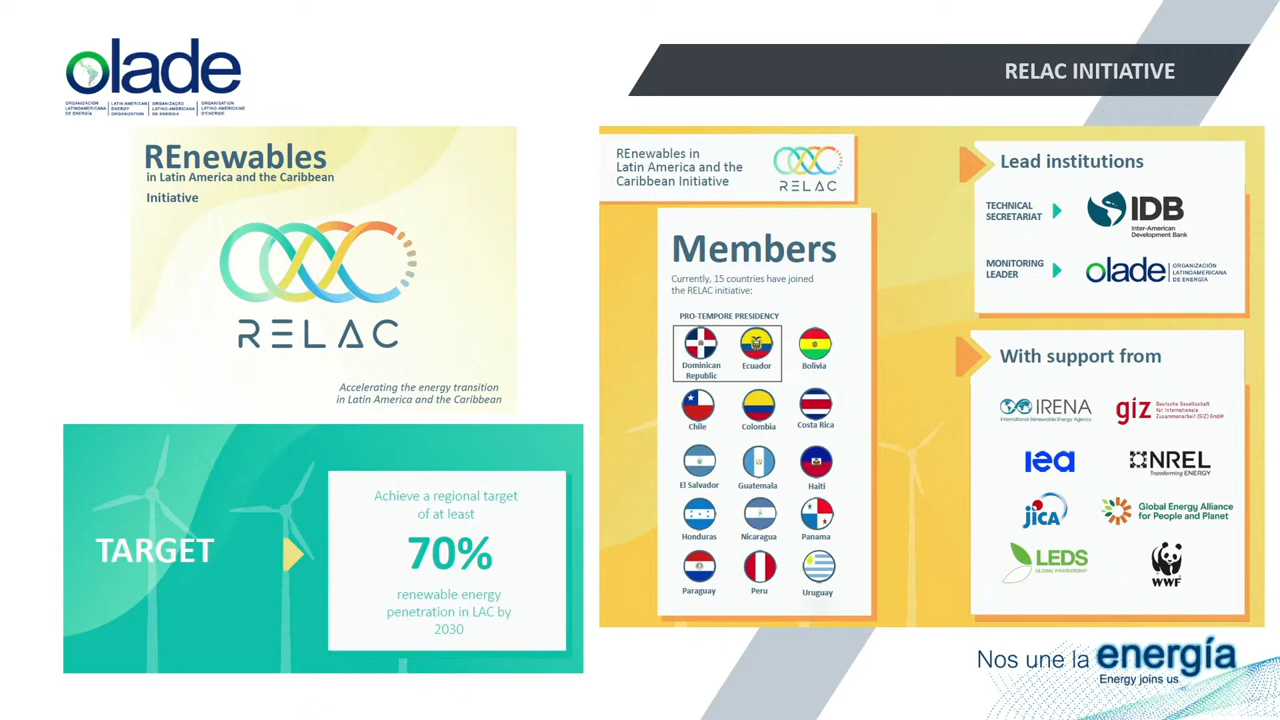 olade
ORGANIZACIÓN LATINOAMERICANA DE ENERGÍA
LATIN AMERICAN ENERGY ORGANIZATION
ORGANIZAÇÃO LATINO-AMERICANA DE ENERGIA
ORGANISATION LATINO-AMERICAINE D'ENERGIE
RELAC INITIATIVE
REnewables
in Latin America and the Caribbean
Initiative
RELAC
Accelerating the energy transition
in Latin America and the Caribbean
TARGET
Achieve a regional target
of at least
70%
renewable energy
penetration in LAC by
2030
REnewables in
Latin America and the
Caribbean Initiative
RELAC
Members
Currently, 15 countries have joined
the RELAC initiative:
PRO-TEMPORE PRESIDENCY
Dominican
Republic
Ecuador
Bolivia
Chile
Colombia
Costa Rica
El Salvador
Guatemala
Haiti
Honduras
Nicaragua
Panama
Paraguay
Peru
Uruguay
Lead institutions
TECHNICAL
SECRETARIAT
IDB
Inter-American
Development Bank
MONITORING
LEADER
olade
ORGANIZACIÓN
LATINOAMERICANA
DE ENERGÍA
With support from
IRENA
International Renewable Energy Agency
giz
Deutsche Gesellschaft
für Internationale
Zusammenarbeit (GIZ) GmbH
iea
NREL
Transforming ENERGY
jica
Global Energy Alliance
for People and Planet
LEDS
GLOBAL PARTNERSHIP
WWF
Nos une la energía
Energy joins us